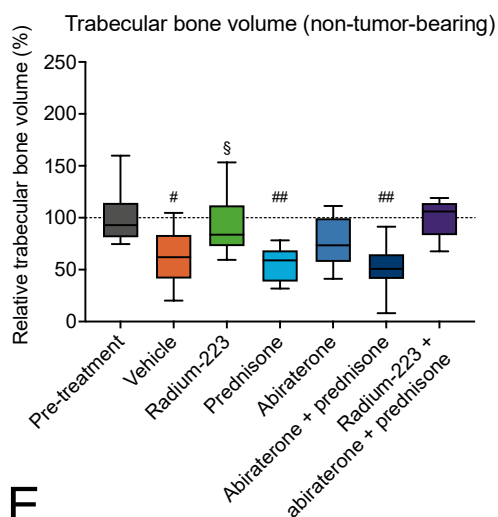 Trabecular bone volume (non-tumor-bearing)
Relative trabecular bone volume (%)
250
200
150
100
50
0
#
§
##
##
Pre-treatment
Vehicle
Radium-223
Prednisone
Abiraterone
Abiraterone + prednisone
Radium-223 +
abiraterone + prednisone